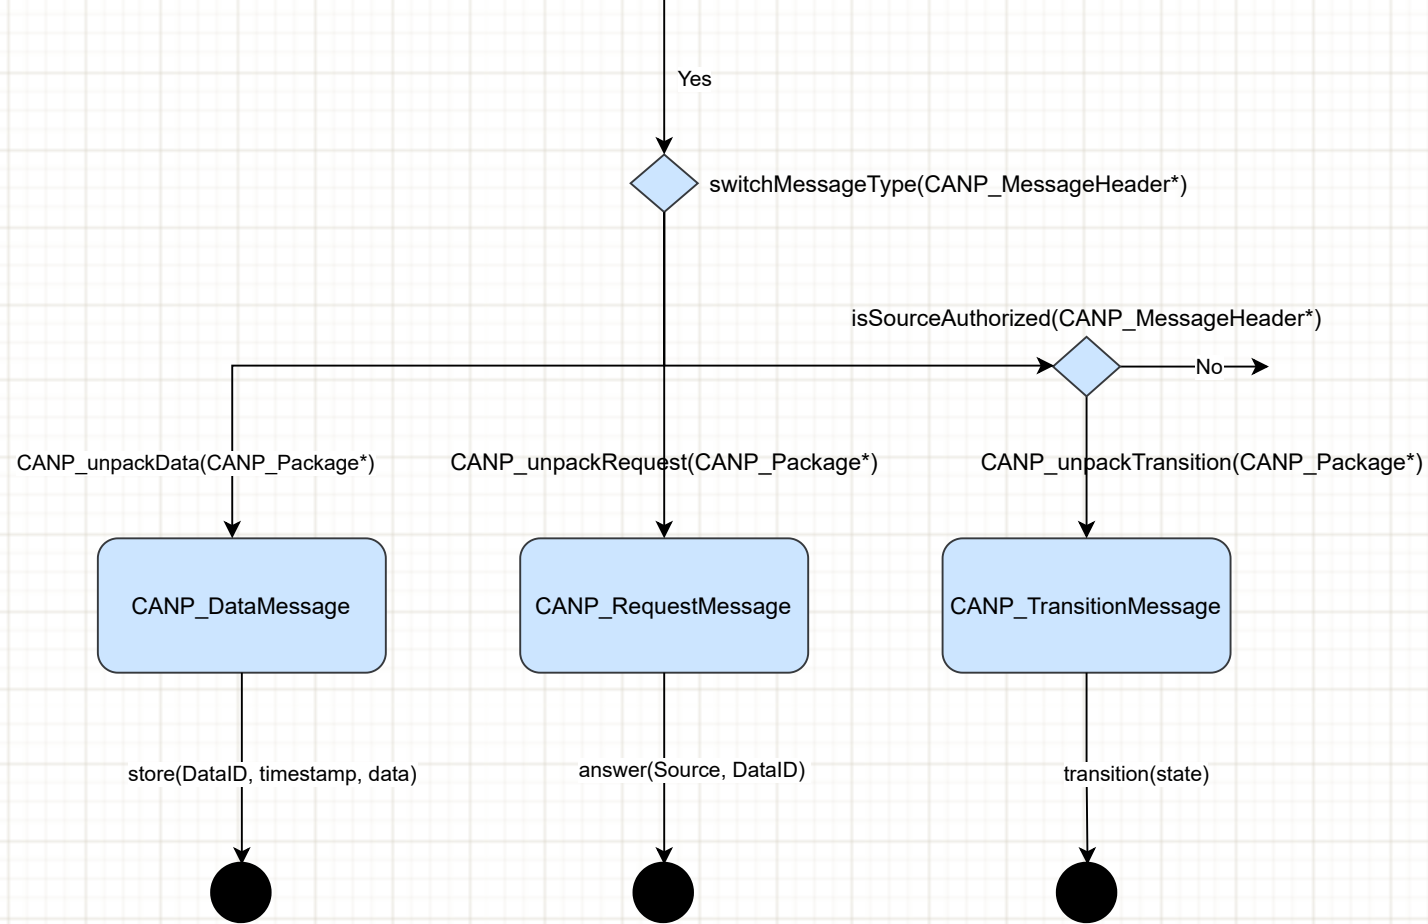 Yes
switchMessageType(CANP_MessageHeader*)
isSourceAuthorized(CANP_MessageHeader*)
No
CANP_unpackData(CANP_Package*)
CANP_unpackRequest(CANP_Package*)
CANP_unpackTransition(CANP_Package*)
CANP_DataMessage
CANP_RequestMessage
CANP_TransitionMessage
store(DataID, timestamp, data)
answer(Source, DataID)
transition(state)